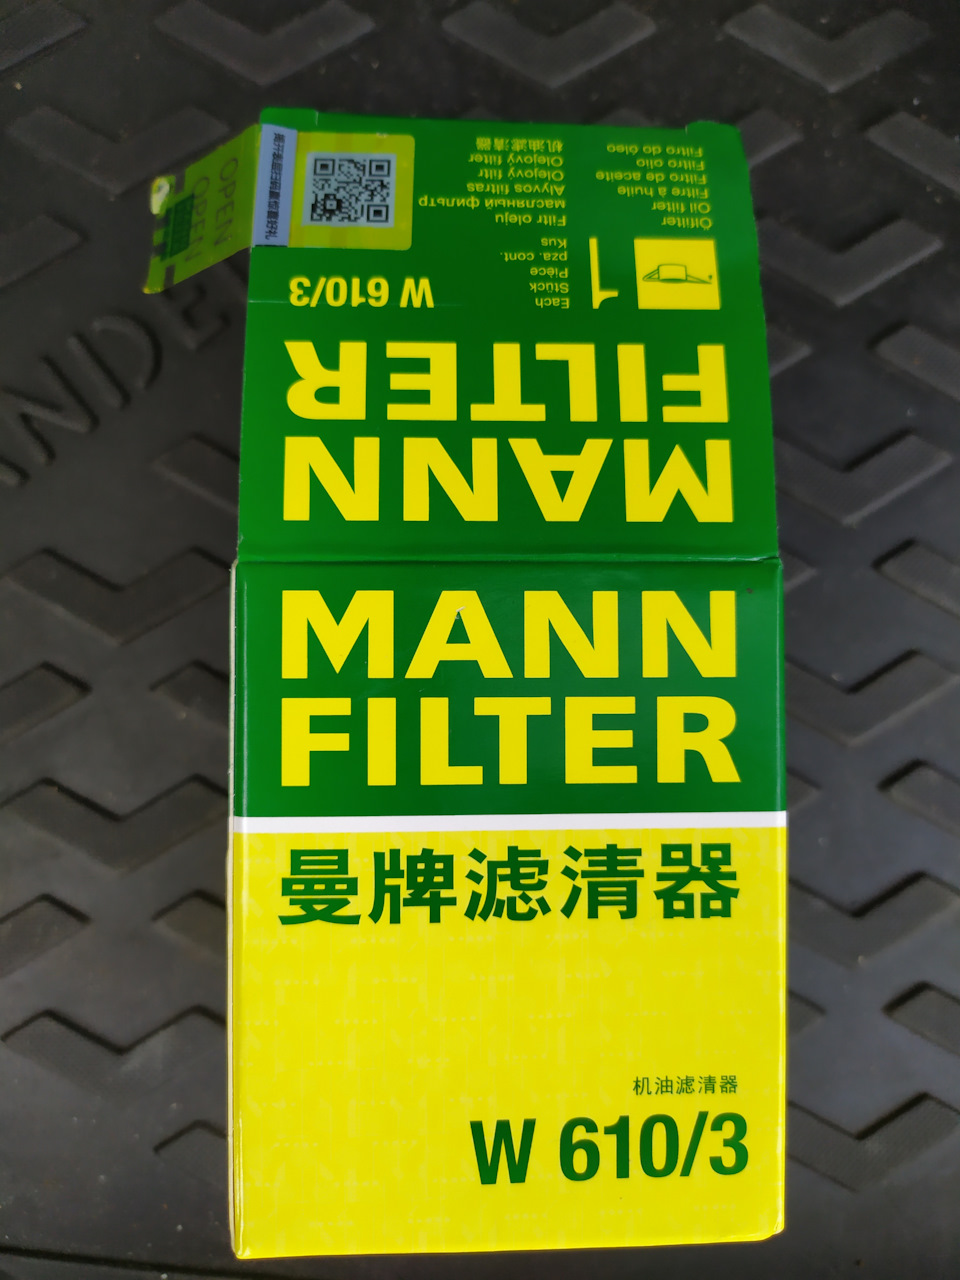 OPEN
OPEN
Ölfilter
Oil filter
Filtre à huile
Filtro de aceite
Filtro olio
Filtro do óleo
Filtr oleju
масляный фильтр
Alyvos filtras
Olejový filtr
Olejový filter
机油滤清器
1
Each
Stück
Pièce
pza. cont.
Kus
W 610/3
MANN
FILTER
MANN
FILTER
曼牌滤清器
机油滤清器
W 610/3